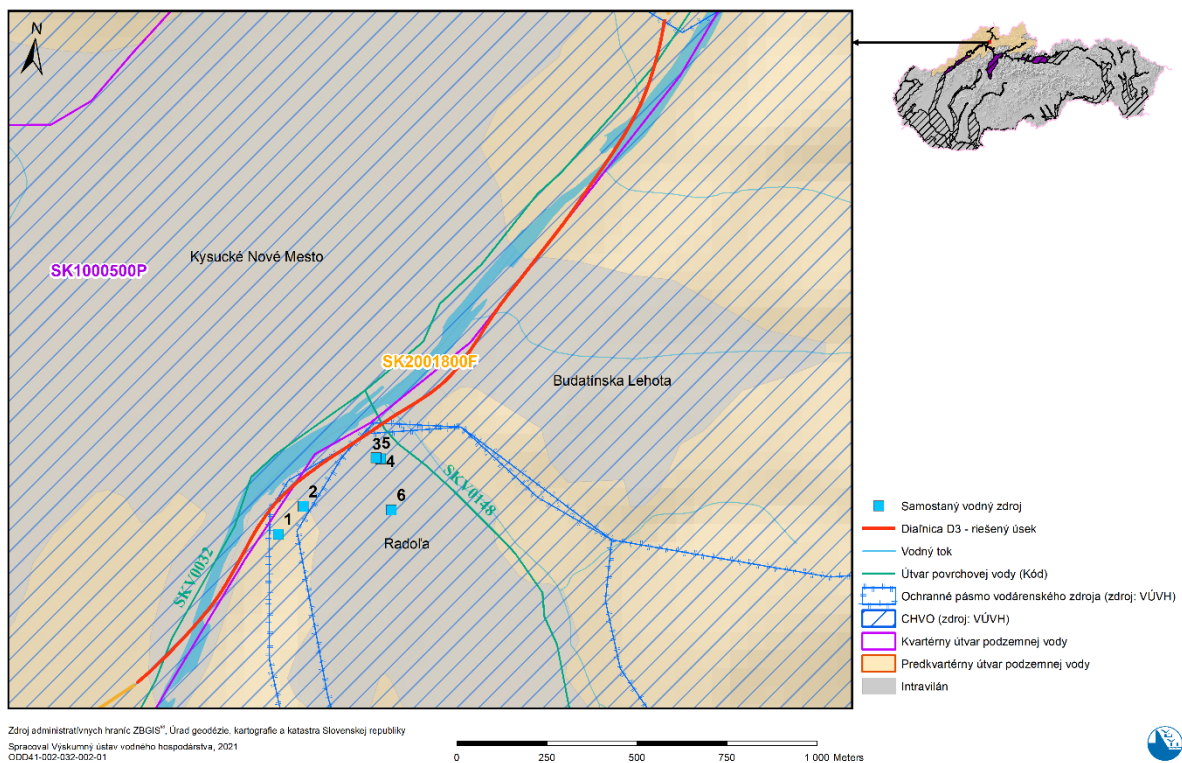 N
Kysucké Nové Mesto
SK1000500P
SK2001800F
Budatínska Lehota
35
4
2
6
1
Radoľa
SKV0148
SKV0032
Samostaný vodný zdroj
Diaľnica D3 - riešený úsek
Vodný tok
Útvar povrchovej vody (Kód)
Ochranné pásmo vodárenského zdroja (zdroj: VÚVH)
CHVO (zdroj: VÚVH)
Kvartérny útvar podzemnej vody
Predkvartérny útvar podzemnej vody
Intravilán
Zdroj administratívnych hraníc ZBGIS®, Úrad geodézie, kartografie a katastra Slovenskej republiky
Spracoval Výskumný ústav vodného hospodárstva, 2021
ODD41-002-032-002-01
0 250 500 750 1 000 Meters